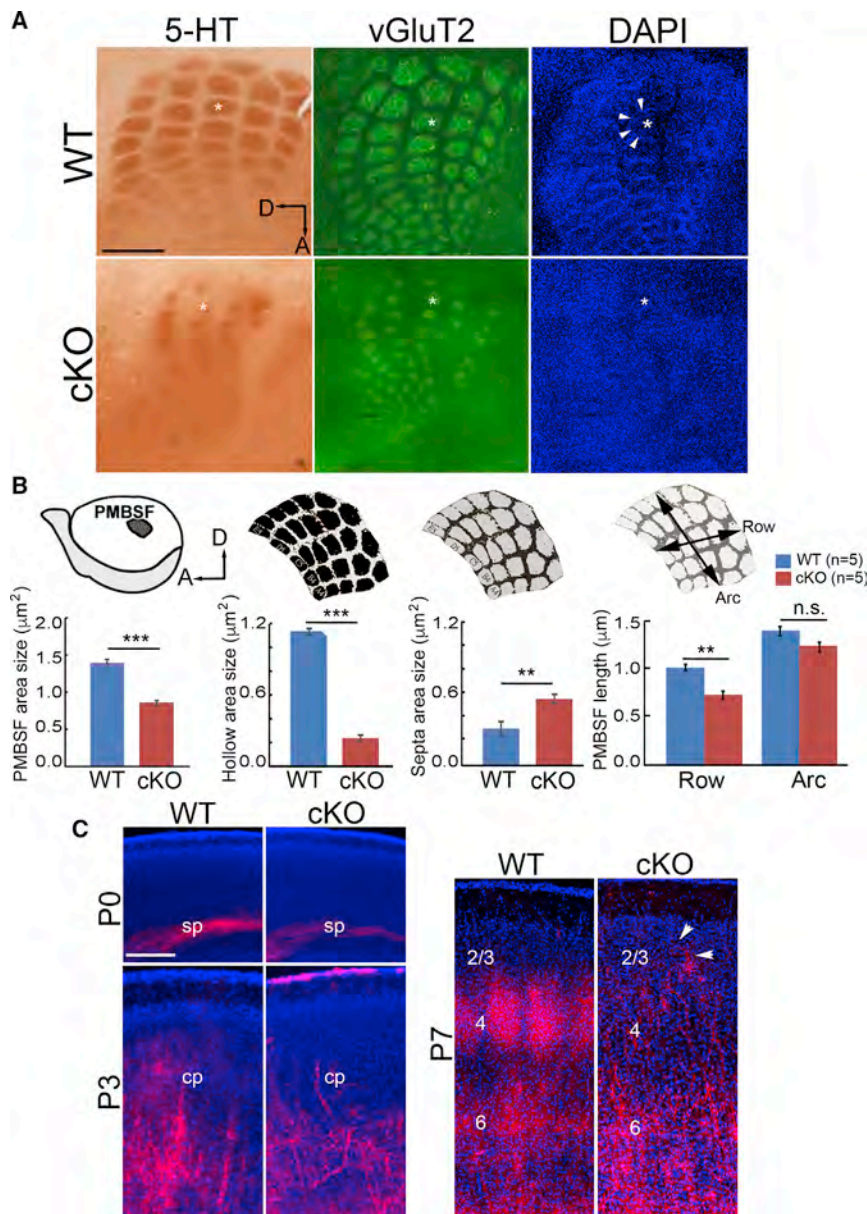 A
5-HT
vGluT2
DAPI
WT
*
*
*
D
A
cKO
*
*
*
B
PMBSF
D
A
Row
Arc
WT (n=5)
cKO (n=5)
PMBSF area size (μm²)
2.0
1.5
1.0
0.5
0.0
***
WT
cKO
Hollow area size (μm²)
1.2
0.6
0
***
WT
cKO
Septa area size (μm²)
1.2
0.6
0
**
WT
cKO
PMBSF length (μm)
1.5
1.0
0.5
0.0
**
n.s.
Row
Arc
C
WT
cKO
P0
sp
sp
P3
cp
cp
WT
cKO
P7
2/3
2/3
4
4
6
6